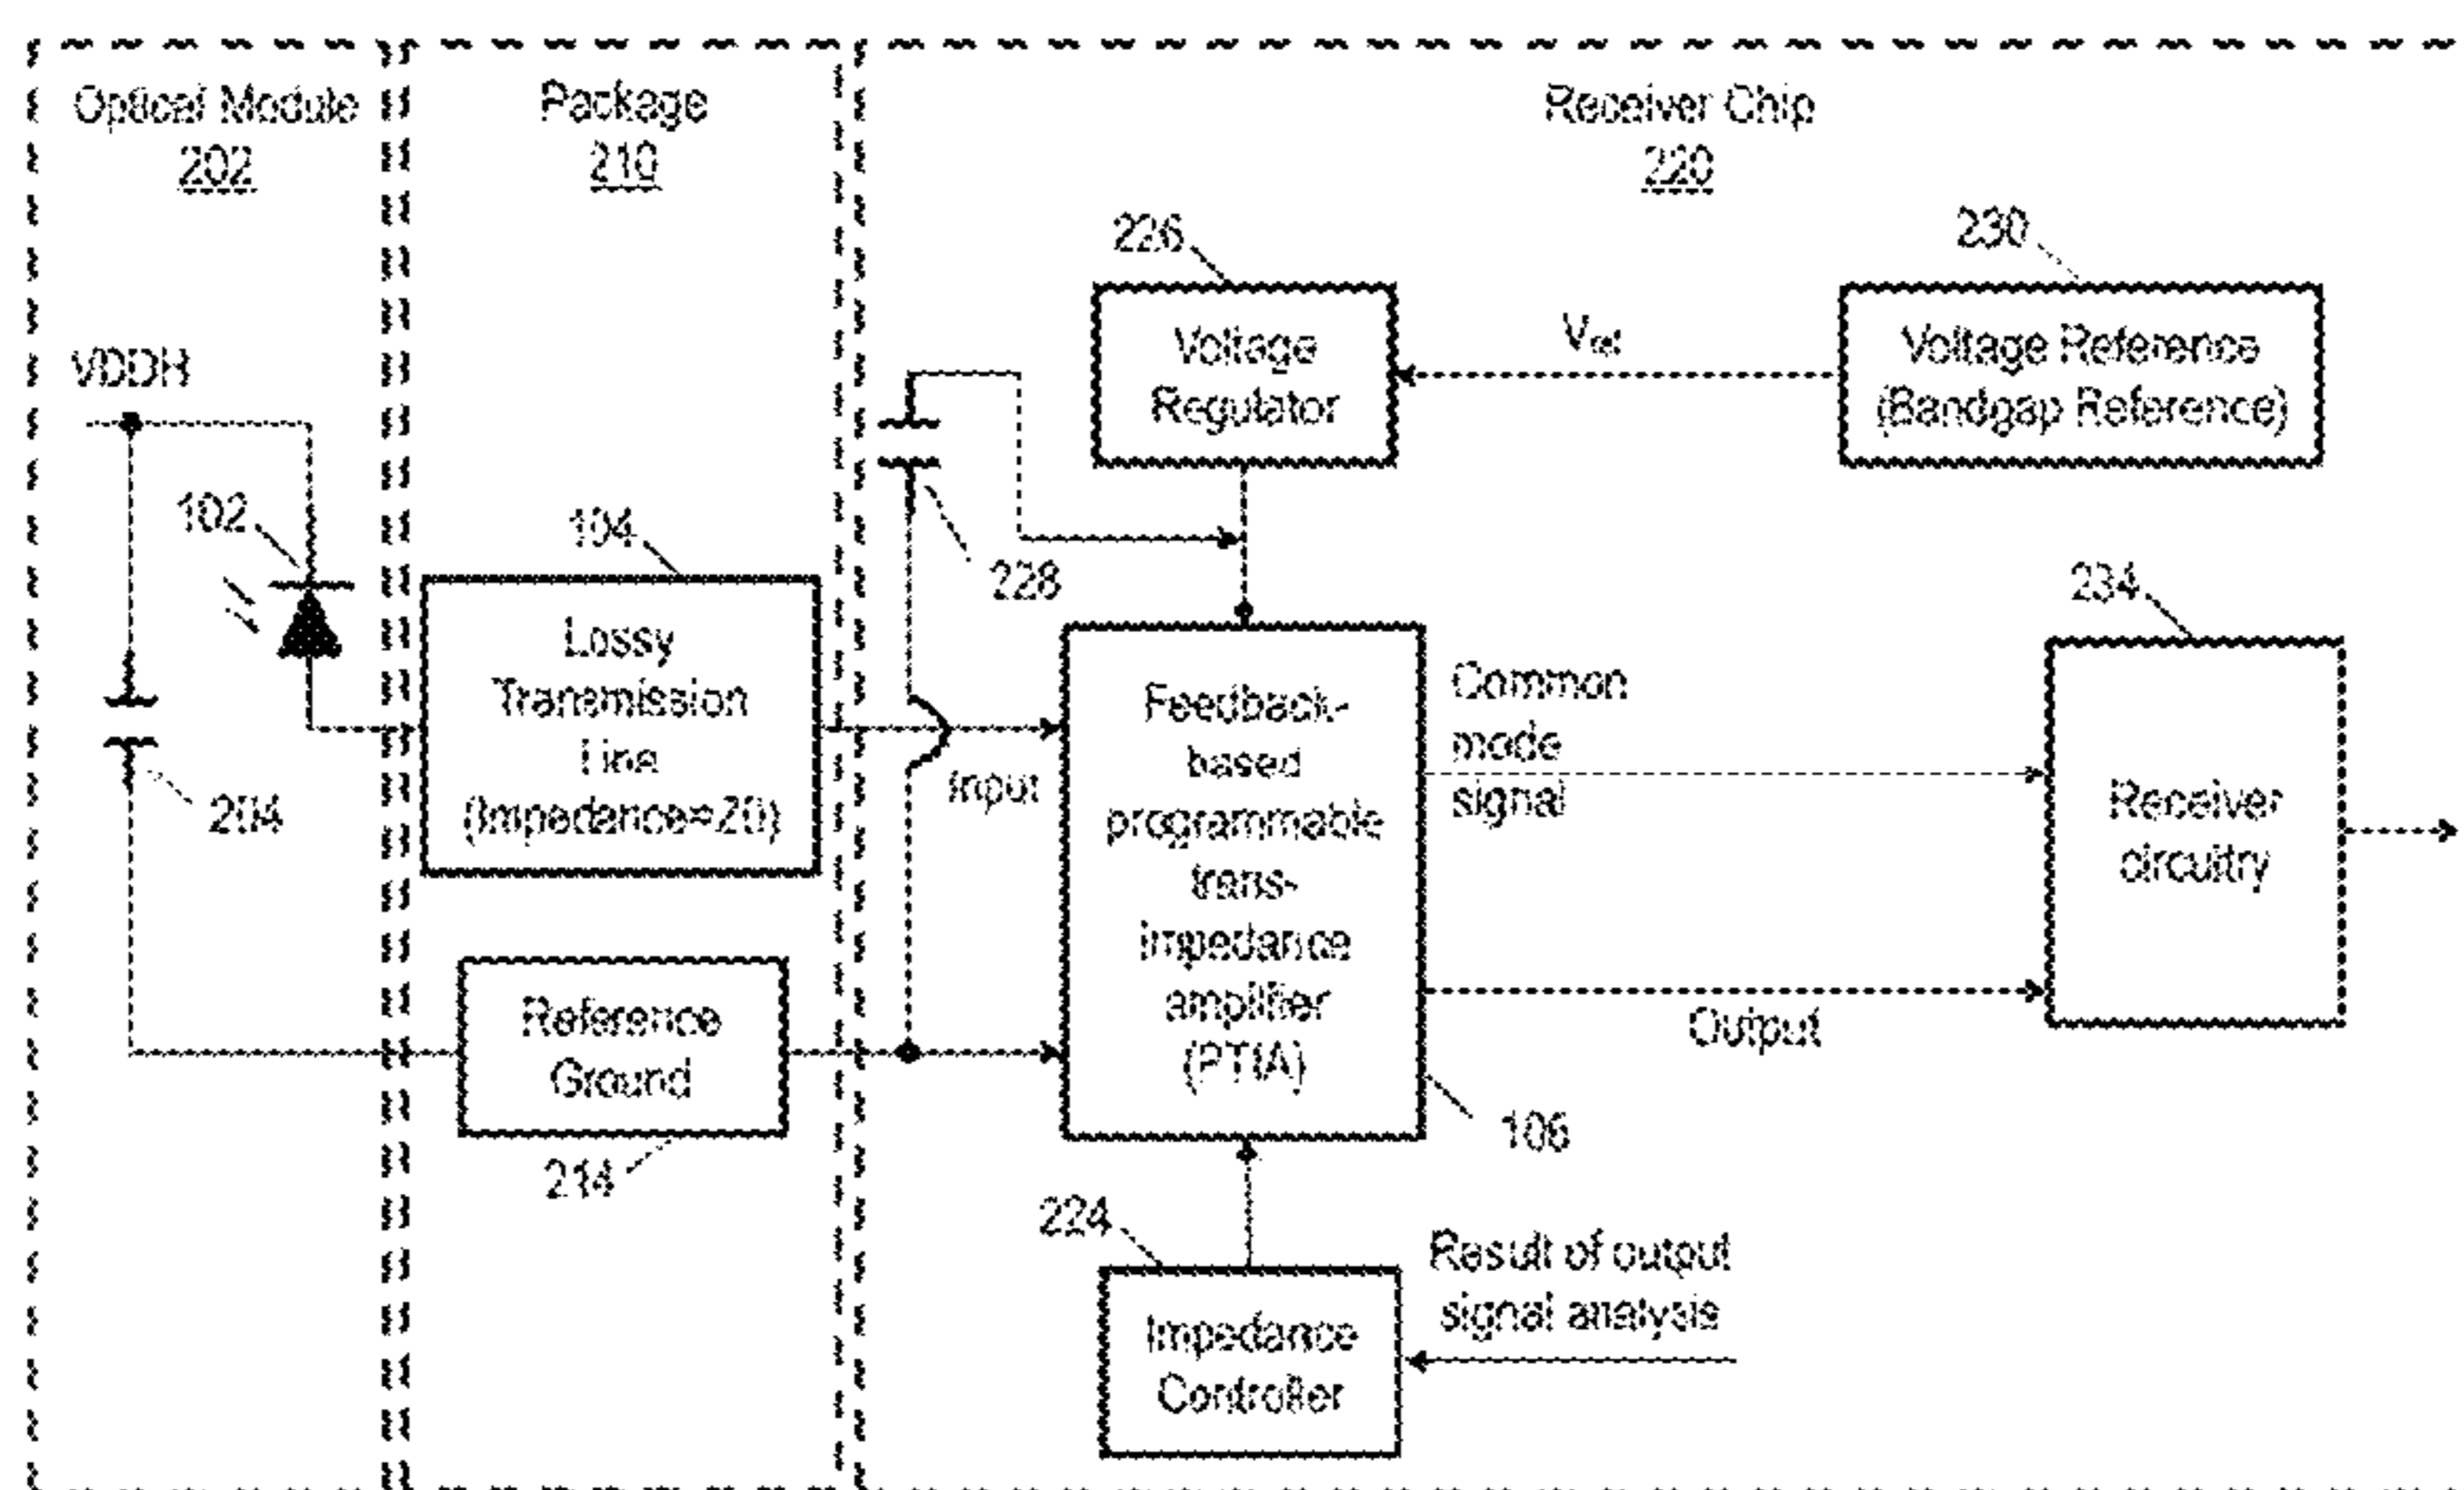 Optical Module
202
Package
210
Receiver Chip
220
226
230
Voltage
Regulator
Vref
Voltage Reference
(Bandgap Reference)
VDDH
102
104
228
234
204
Lossy
Transmission
Line
(Impedance=Z0)
Input
Feedback-
based
programmable
trans-
impedance
amplifier
(PTIA)
Common
mode
signal
Receiver
circuitry
Reference
Ground
Output
214
106
224
Result of output
signal analysis
Impedance
Controller